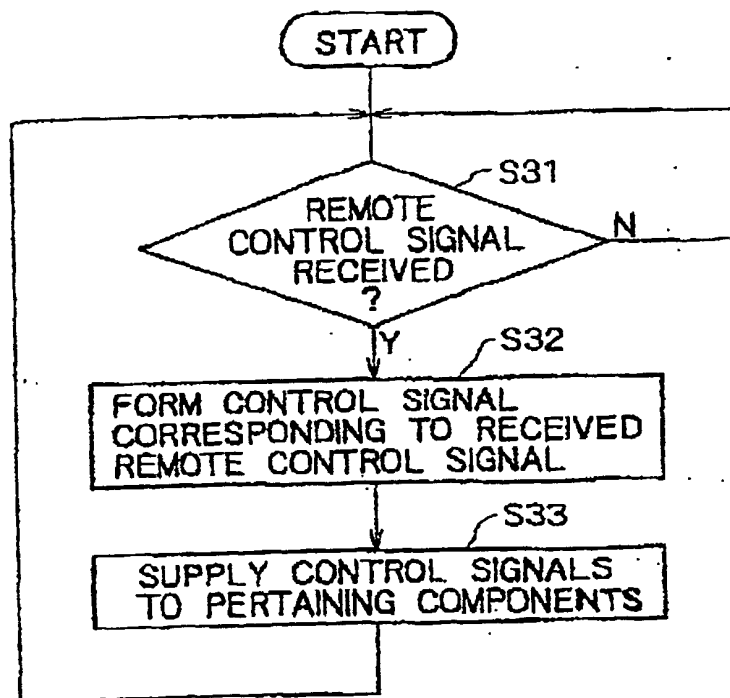 START
S31
REMOTE
CONTROL SIGNAL
RECEIVED
?
N
Y
S32
FORM CONTROL SIGNAL
CORRESPONDING TO RECEIVED
REMOTE CONTROL SIGNAL
S33
SUPPLY CONTROL SIGNALS
TO PERTAINING COMPONENTS